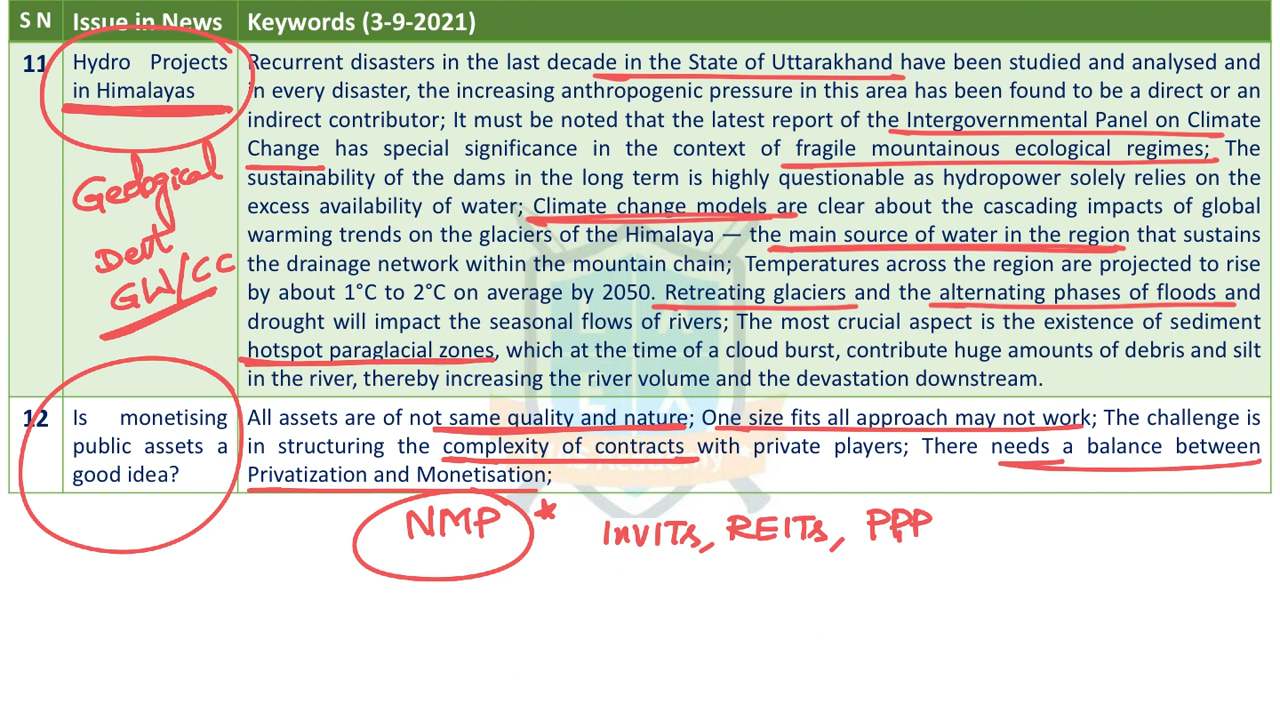 S N Issue in News Keywords (3-9-2021)
11 Hydro Projects
in Himalayas
Recurrent disasters in the last decade in the State of Uttarakhand have been studied and analysed and
in every disaster, the increasing anthropogenic pressure in this area has been found to be a direct or an
indirect contributor; It must be noted that the latest report of the Intergovernmental Panel on Climate
Change has special significance in the context of fragile mountainous ecological regimes; The
sustainability of the dams in the long term is highly questionable as hydropower solely relies on the
excess availability of water; Climate change models are clear about the cascading impacts of global
warming trends on the glaciers of the Himalaya — the main source of water in the region that sustains
the drainage network within the mountain chain; Temperatures across the region are projected to rise
by about 1°C to 2°C on average by 2050. Retreating glaciers and the alternating phases of floods and
drought will impact the seasonal flows of rivers; The most crucial aspect is the existence of sediment
hotspot paraglacial zones, which at the time of a cloud burst, contribute huge amounts of debris and silt
in the river, thereby increasing the river volume and the devastation downstream.
Geological
Devt
GW/CC
12 Is monetising
public assets a
good idea?
All assets are of not same quality and nature; One size fits all approach may not work; The challenge is
in structuring the complexity of contracts with private players; There needs a balance between
Privatization and Monetisation;
NMP * InVITs, REITs, PPP